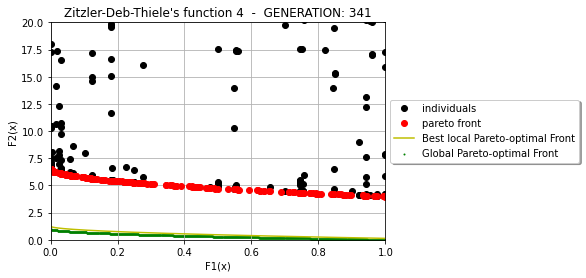 Zitzler-Deb-Thiele's function 4  -  GENERATION: 341
20.0
17.5
15.0
12.5
10.0
7.5
5.0
2.5
0.0
F2(x)
0.0 0.2 0.4 0.6 0.8 1.0
F1(x)
individuals
pareto front
Best local Pareto-optimal Front
Global Pareto-optimal Front